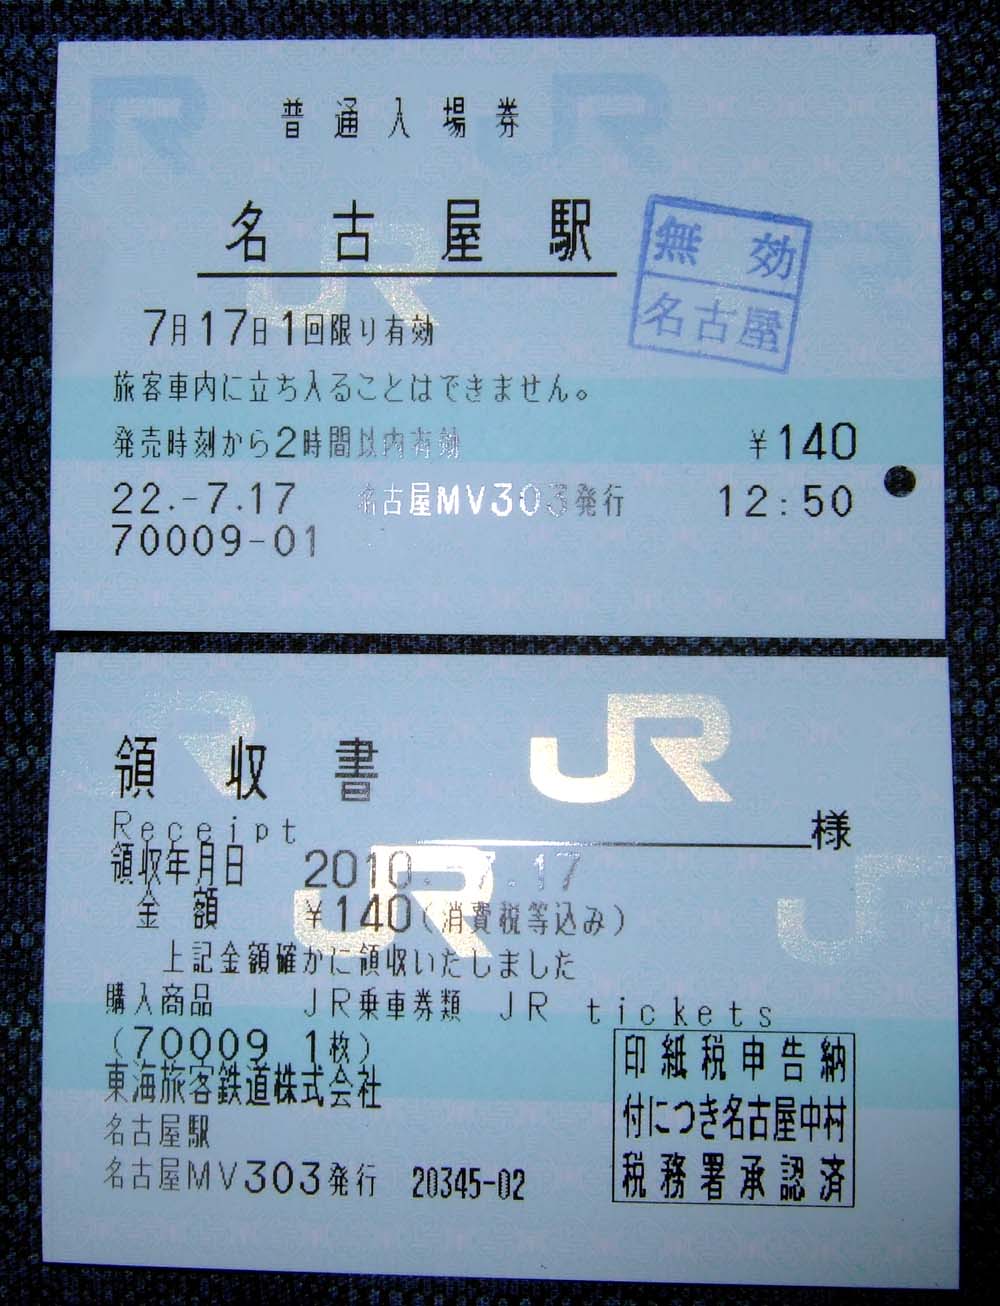 普通入場券
名古屋駅
無効
名古屋
7月17日1回限り有効
旅客車内に立ち入ることはできません。
発売時刻から2時間以内有効
¥140
22.-7.17 名古屋MV303発行 12:50
70009-01
JR
領収書
Receipt
様
領収年月日 2010.-7.17
金額 ¥140(消費税等込み)
上記金額確かに領収いたしました
購入商品 JR乗車券類 JR tickets
(70009 1枚)
東海旅客鉄道株式会社
名古屋駅
名古屋MV303発行 20345-02
印紙税申告納
付につき名古屋中村
税務署承認済